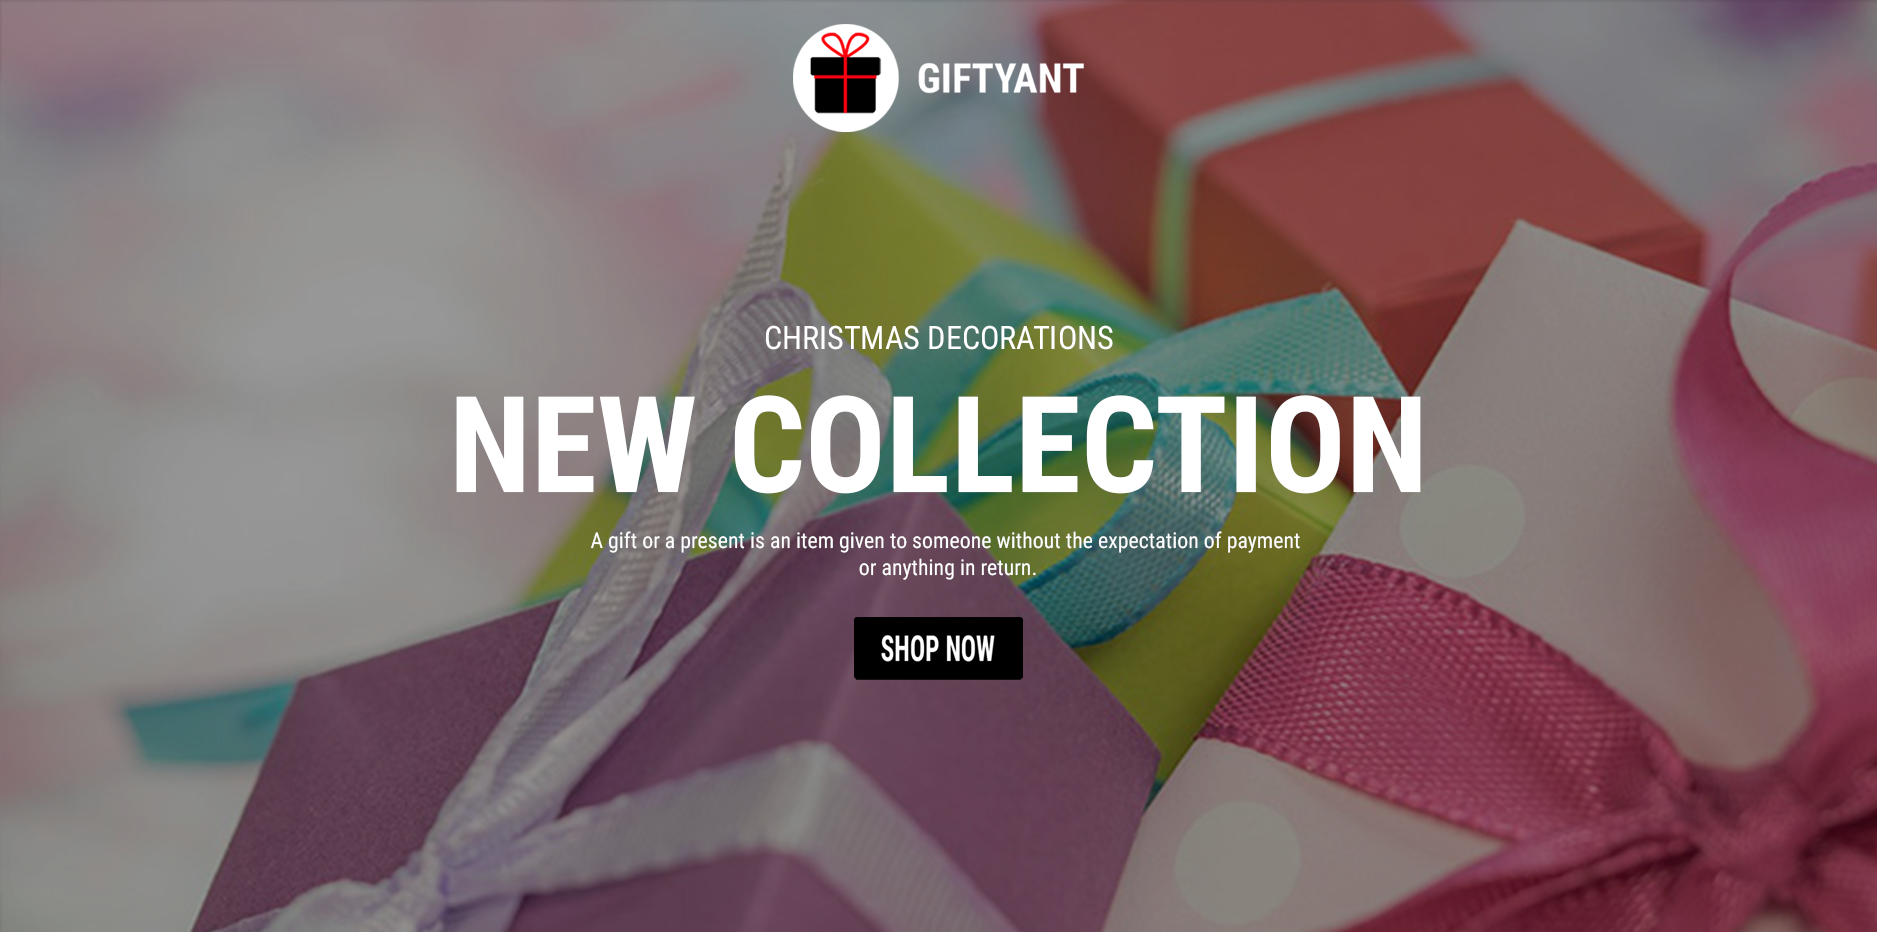 GIFTYANT
CHRISTMAS DECORATIONS
NEW COLLECTION
A gift or a present is an item given to someone without the expectation of payment
or anything in return.
SHOP NOW